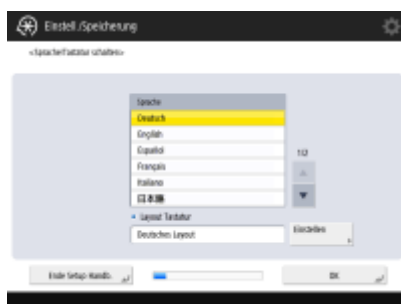 Einstell./Speicherung
<Sprache/Tastatur schalten>
Sprache
Deutsch
English
Español
Français
Italiano
日本語
1/2
Layout Tastatur
Deutsches Layout
Einstellen
Ende Setup-Handb.
OK